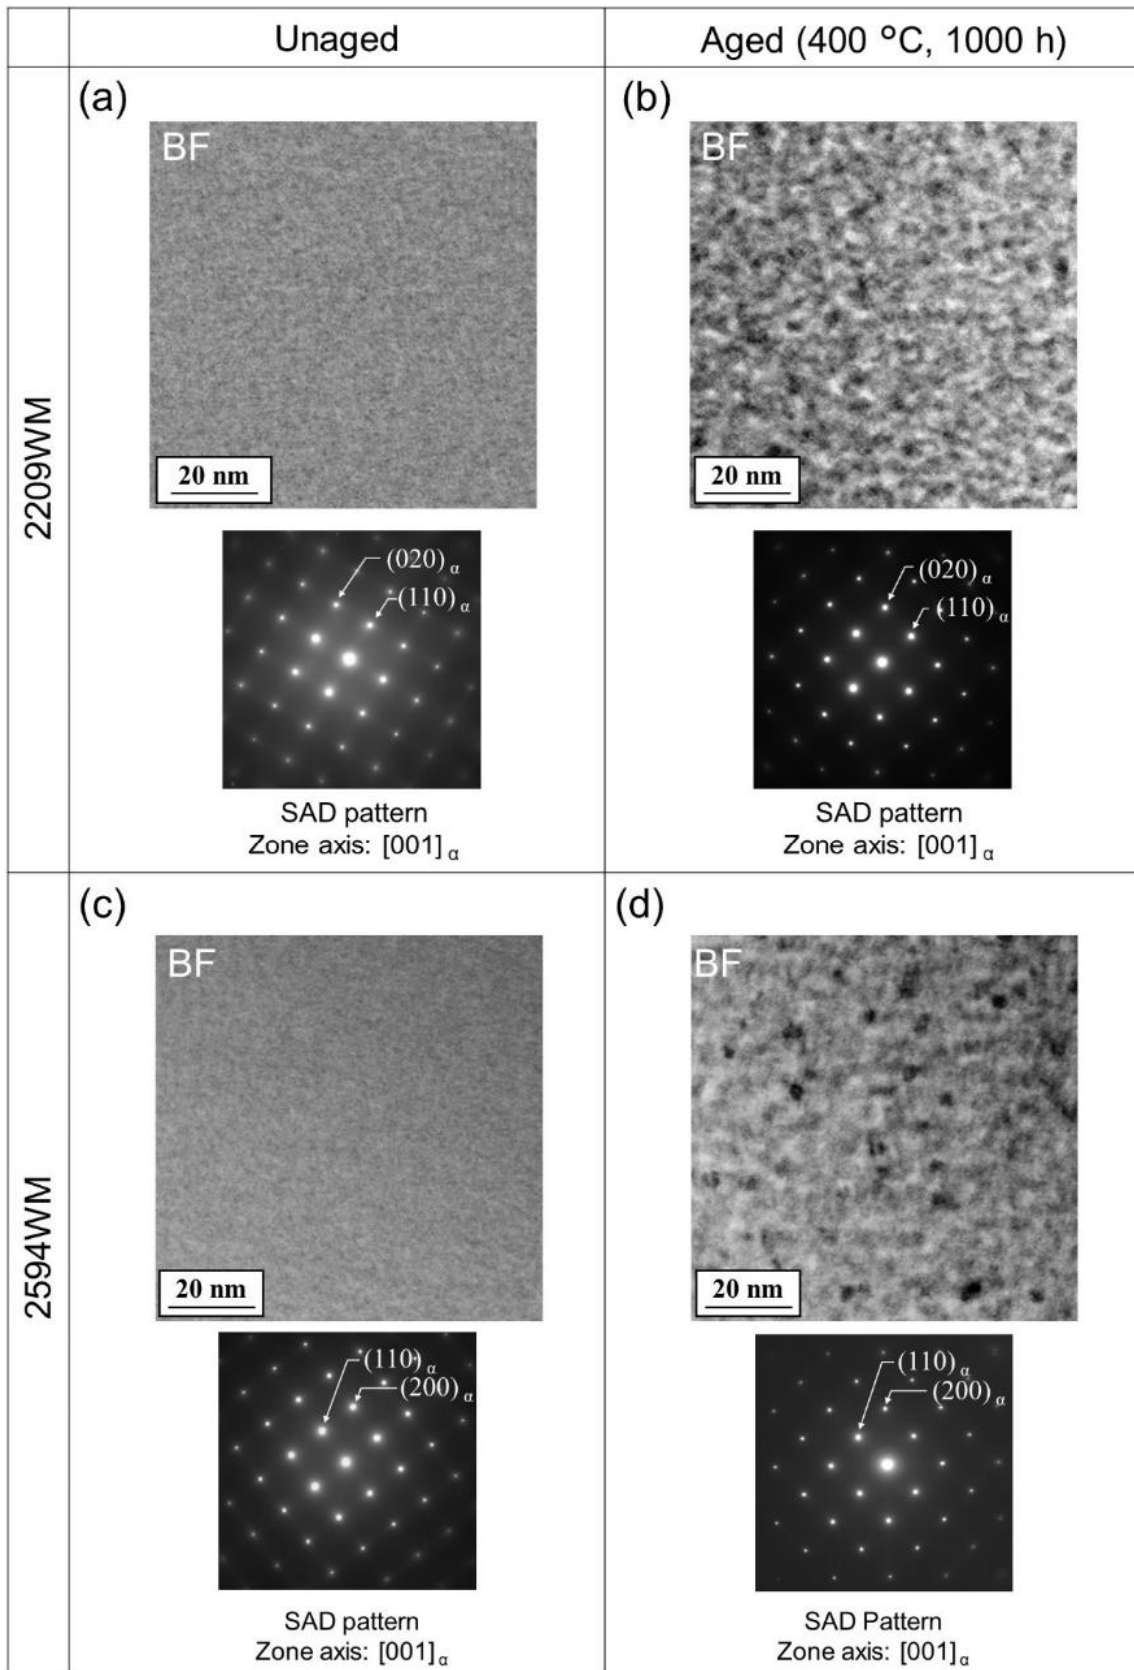 Unaged
Aged (400 °C, 1000 h)
2209WM
(a)
BF
20 nm
(020) α
(110) α
SAD pattern
Zone axis: [001] α
(b)
BF
20 nm
(020) α
(110) α
SAD pattern
Zone axis: [001] α
2594WM
(c)
BF
20 nm
(110) α
(200) α
SAD pattern
Zone axis: [001] α
(d)
BF
20 nm
(110) α
(200) α
SAD Pattern
Zone axis: [001] α